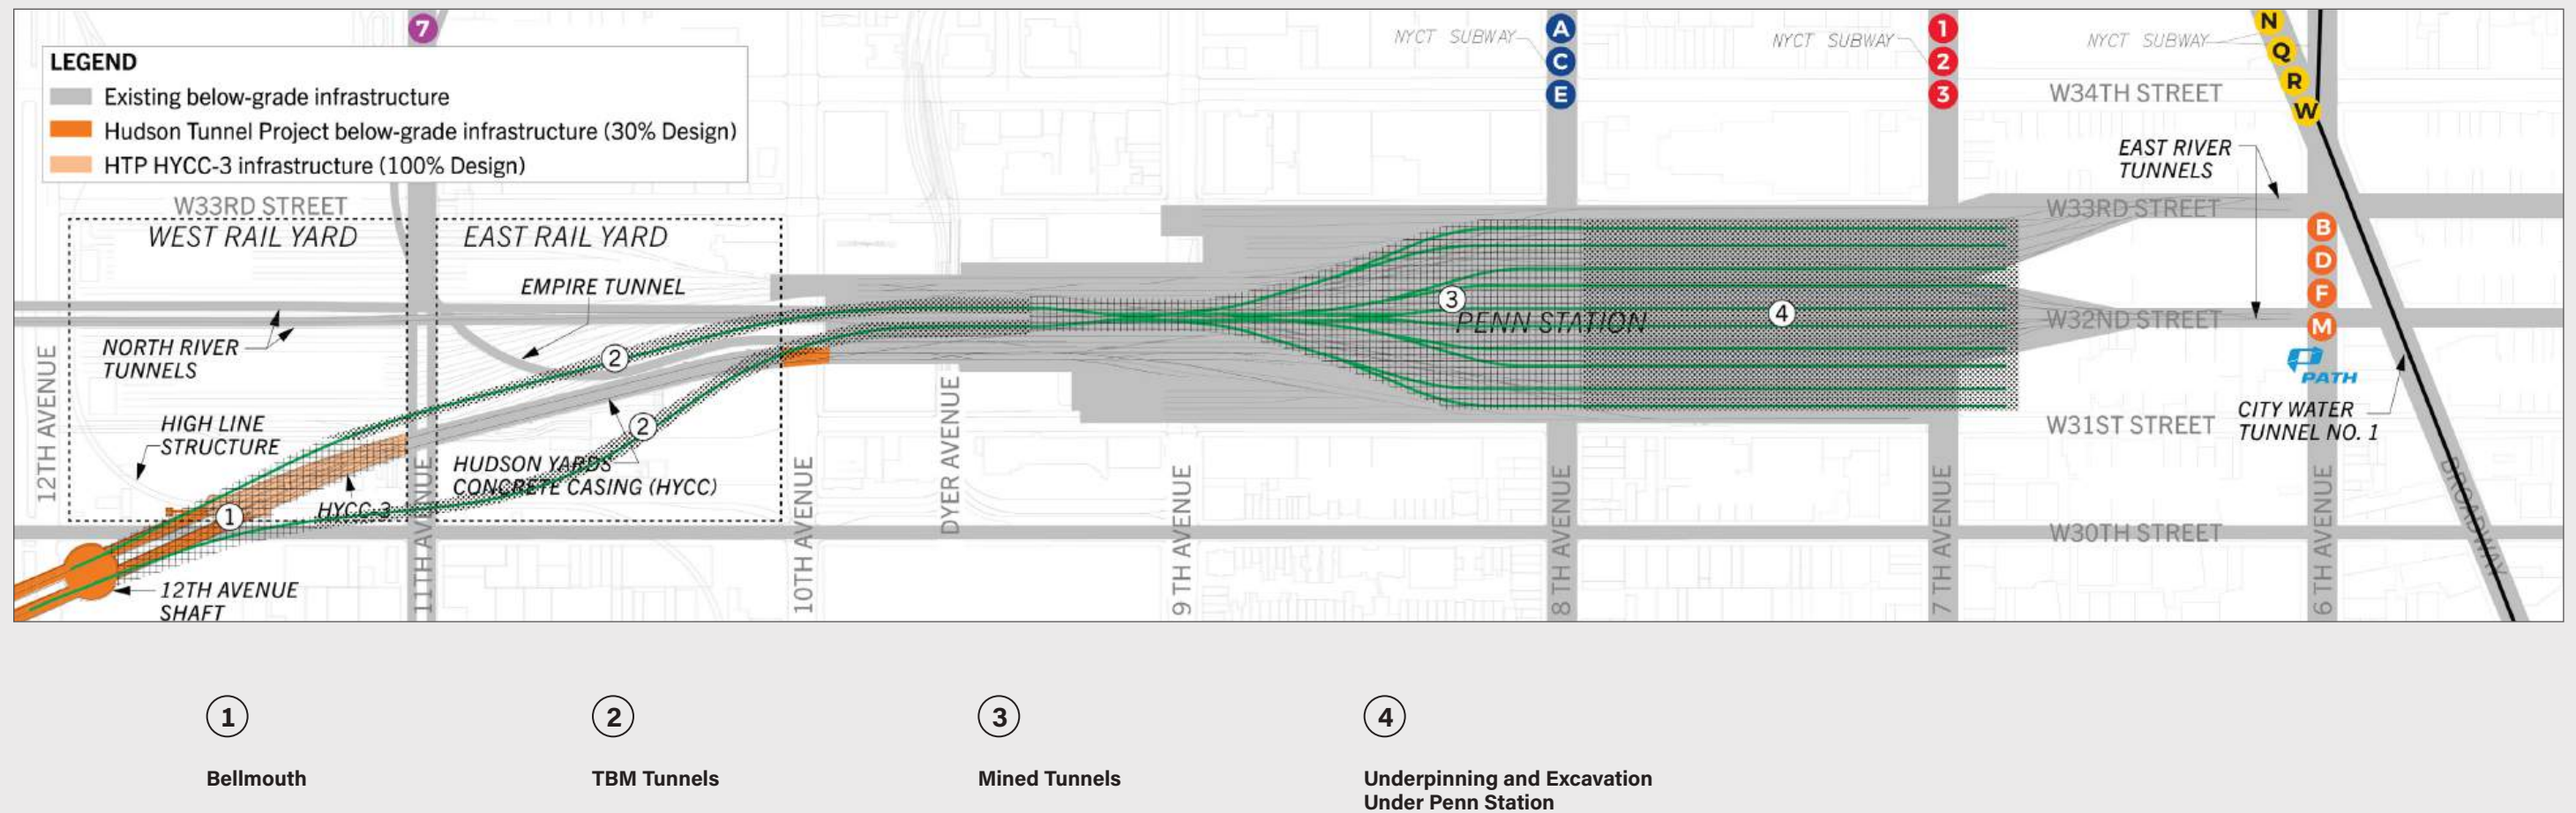 7
NYCT SUBWAY
A
C
E
NYCT SUBWAY
1
2
3
NYCT SUBWAY
N
Q
R
W
LEGEND
Existing below-grade infrastructure
Hudson Tunnel Project below-grade infrastructure (30% Design)
HTP HYCC-3 infrastructure (100% Design)
W34TH STREET
EAST RIVER
TUNNELS
W33RD STREET
W33RD STREET
WEST RAIL YARD
EAST RAIL YARD
B
D
F
M
PATH
EMPIRE TUNNEL
3
4
PENN STATION
W32ND STREET
NORTH RIVER
TUNNELS
2
2
12TH AVENUE
HIGH LINE
STRUCTURE
HUDSON YARDS
CONCRETE CASING (HYCC)
HYCC-3
1
W31ST STREET
CITY WATER
TUNNEL NO. 1
11TH AVENUE
10TH AVENUE
DYER AVENUE
9TH AVENUE
8TH AVENUE
7TH AVENUE
6TH AVENUE
BROADWAY
W30TH STREET
12TH AVENUE
SHAFT
1
Bellmouth
2
TBM Tunnels
3
Mined Tunnels
4
Underpinning and Excavation
Under Penn Station